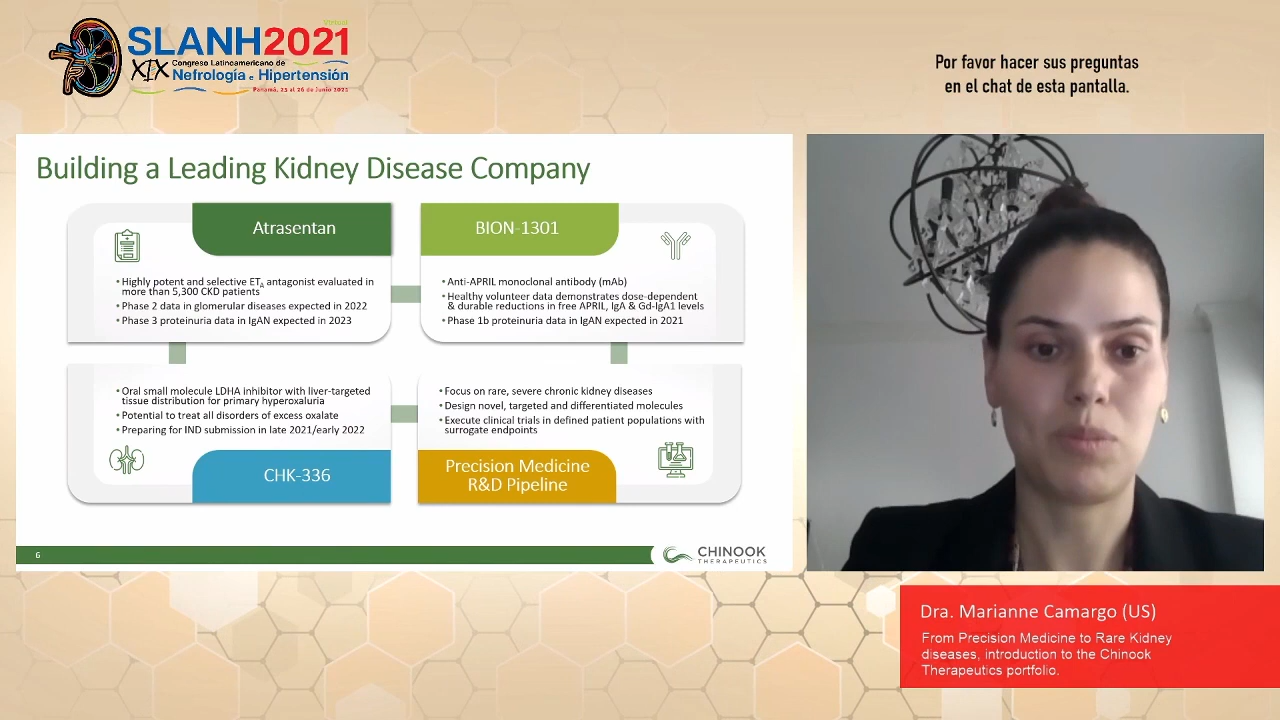 Virtual
SLANH2021
XIX Congreso Latinoamericano de
Nefrología e Hipertensión
Panamá, 25 al 26 de Junio 2021
Por favor hacer sus preguntas
en el chat de esta pantalla.
Building a Leading Kidney Disease Company
Atrasentan
• Highly potent and selective ETA antagonist evaluated in
more than 5,300 CKD patients
• Phase 2 data in glomerular diseases expected in 2022
• Phase 3 proteinuria data in IgAN expected in 2023
BION-1301
• Anti-APRIL monoclonal antibody (mAb)
• Healthy volunteer data demonstrates dose-dependent
& durable reductions in free APRIL, IgA & Gd-IgA1 levels
• Phase 1b proteinuria data in IgAN expected in 2021
• Oral small molecule LDHA inhibitor with liver-targeted
tissue distribution for primary hyperoxaluria
• Potential to treat all disorders of excess oxalate
• Preparing for IND submission in late 2021/early 2022
CHK-336
• Focus on rare, severe chronic kidney diseases
• Design novel, targeted and differentiated molecules
• Execute clinical trials in defined patient populations with
surrogate endpoints
Precision Medicine
R&D Pipeline
6
CHINOOK
THERAPEUTICS
Dra. Marianne Camargo (US)
From Precision Medicine to Rare Kidney
diseases, introduction to the Chinook
Therapeutics portfolio.